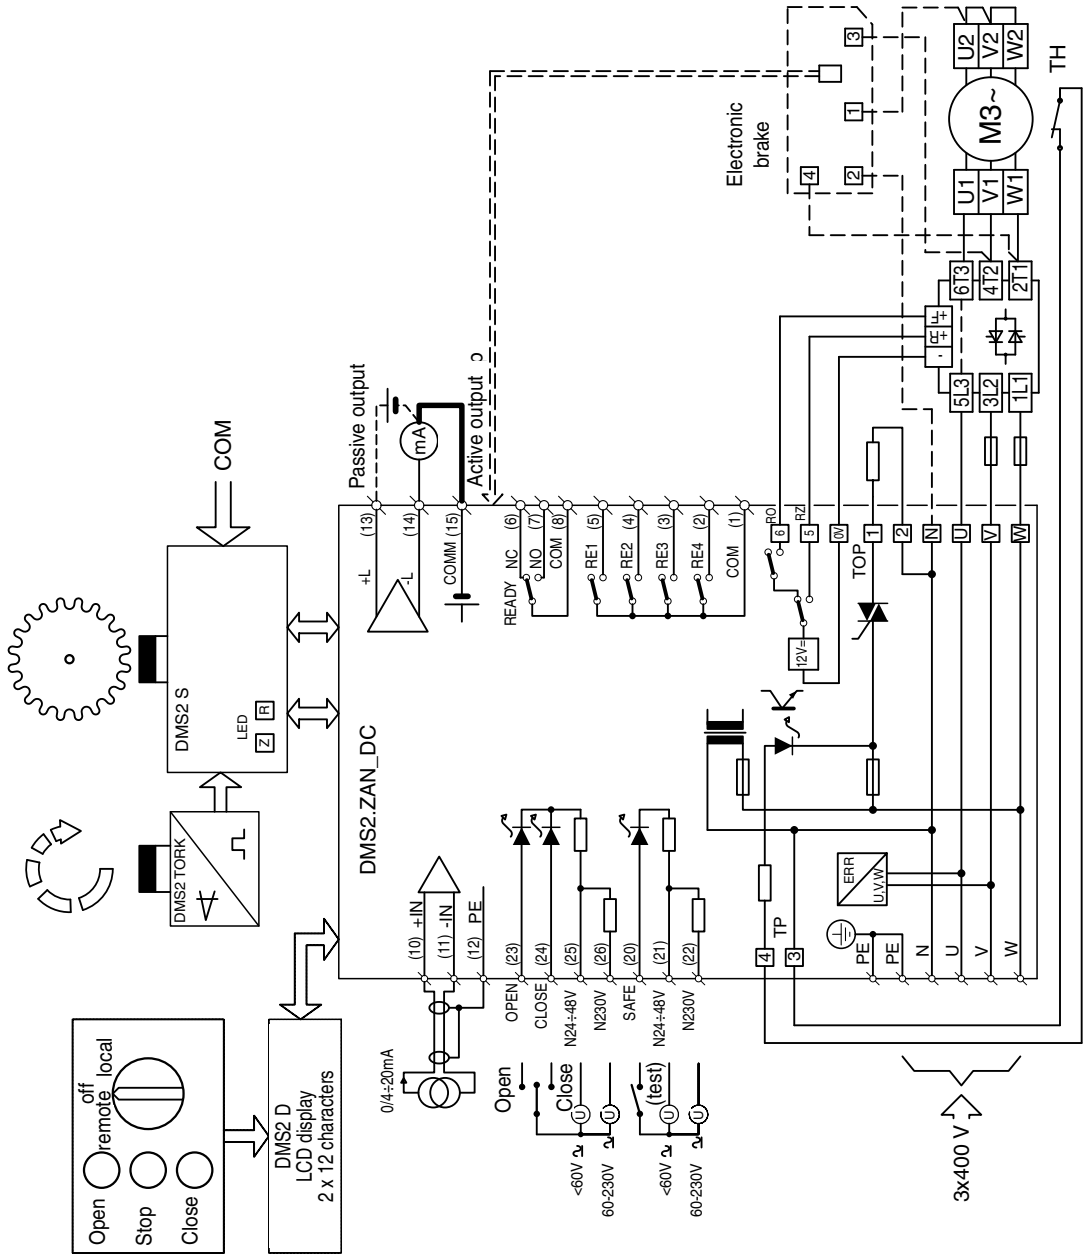 COM
DMS2 S
LED
Z
R
DMS2 TORK
DMS2.ZAN_DC
off
remote
local
Open
Stop
Close
DMS2 D
LCD display
2 x 12 characters
Passive output
Active output
mA
(13)
+L
(14)
-L
(15)
COMM
(6)
NC
(7)
NO
(8)
COM
READY
(5)
RE1
(4)
RE2
(3)
RE3
(2)
RE4
(1)
COM
6
RO
5
RZ
0V
12V=
TOP
1
2
N
U
V
W
Electronic
brake
3
1
4
2
U2
V2
W2
M3~
U1
V1
W1
TH
6T3
4T2
2T1
+F
+R
-
5L3
3L2
1L1
(10)
+IN
(11)
-IN
(12)
PE
0/4÷20mA
(23)
OPEN
(24)
CLOSE
(25)
N24÷48V
(26)
N230V
(20)
SAFE
(21)
N24÷48V
(22)
N230V
Open
Close
(test)
U
U
U
U
<60V
60-230V
<60V
60-230V
4
TP
3
ERR
U,V,W
PE
PE
N
U
V
W
3x400 V